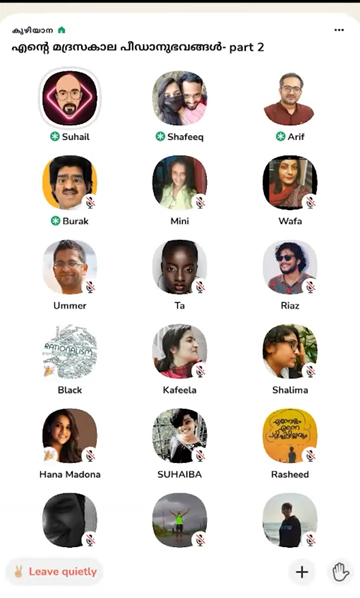 കുഴിയാന
എന്റെ മദ്രസകാല പീഡാനുഭവങ്ങൾ- part 2
Suhail
Shafeeq
Arif
Burak
Mini
Wafa
Ummer
Ta
Riaz
RATIONALISM
Black
Kafeela
Shalima
Hana Madona
SUHAIBA
Rasheed
Leave quietly